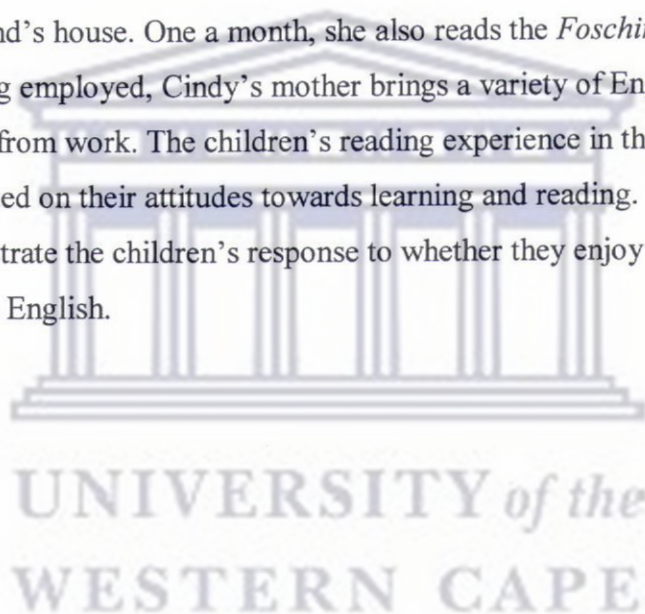 nd's house. One a month, she also reads the Foschi
g employed, Cindy's mother brings a variety of En
from work. The children's reading experience in th
ed on their attitudes towards learning and reading.
trate the children's response to whether they enjoy
English.
UNIVERSITY of the
WESTERN CAPE